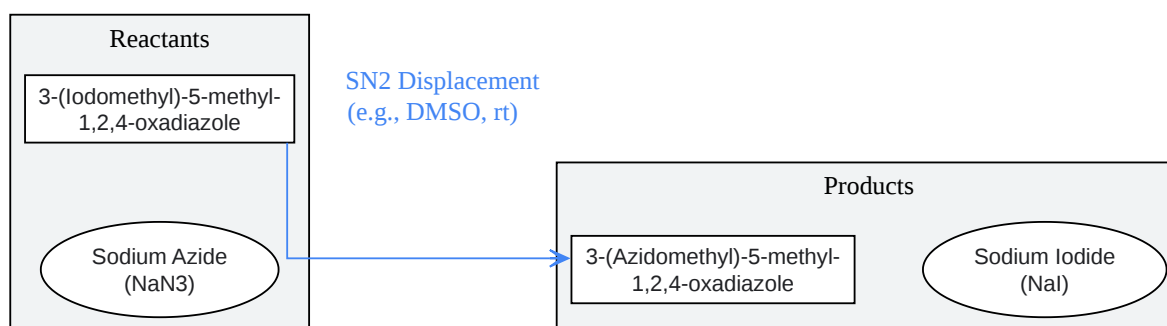 Reactants
3-(Iodomethyl)-5-methyl-
1,2,4-oxadiazole
Sodium Azide
(NaN3)
SN2 Displacement
(e.g., DMSO, rt)
Products
3-(Azidomethyl)-5-methyl-
1,2,4-oxadiazole
Sodium Iodide
(NaI)